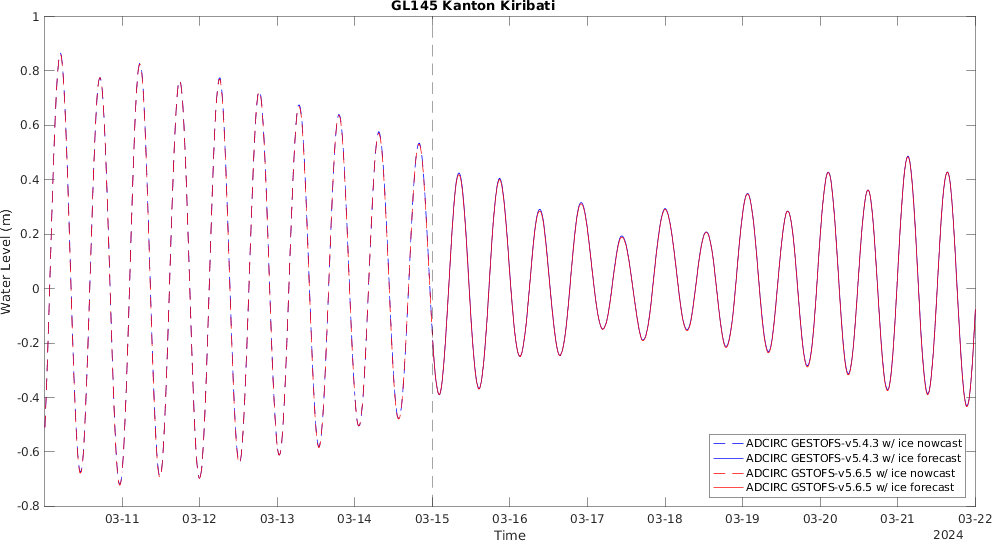 GL145 Kanton Kiribati
1
0.8
0.6
0.4
0.2
0
-0.2
-0.4
-0.6
-0.8
Water Level (m)
ADCIRC GESTOFS-v5.4.3 w/ ice nowcast
ADCIRC GESTOFS-v5.4.3 w/ ice forecast
ADCIRC GSTOFS-v5.6.5 w/ ice nowcast
ADCIRC GSTOFS-v5.6.5 w/ ice forecast
03-11 03-12 03-13 03-14 03-15 03-16 03-17 03-18 03-19 03-20 03-21 03-22
Time
2024